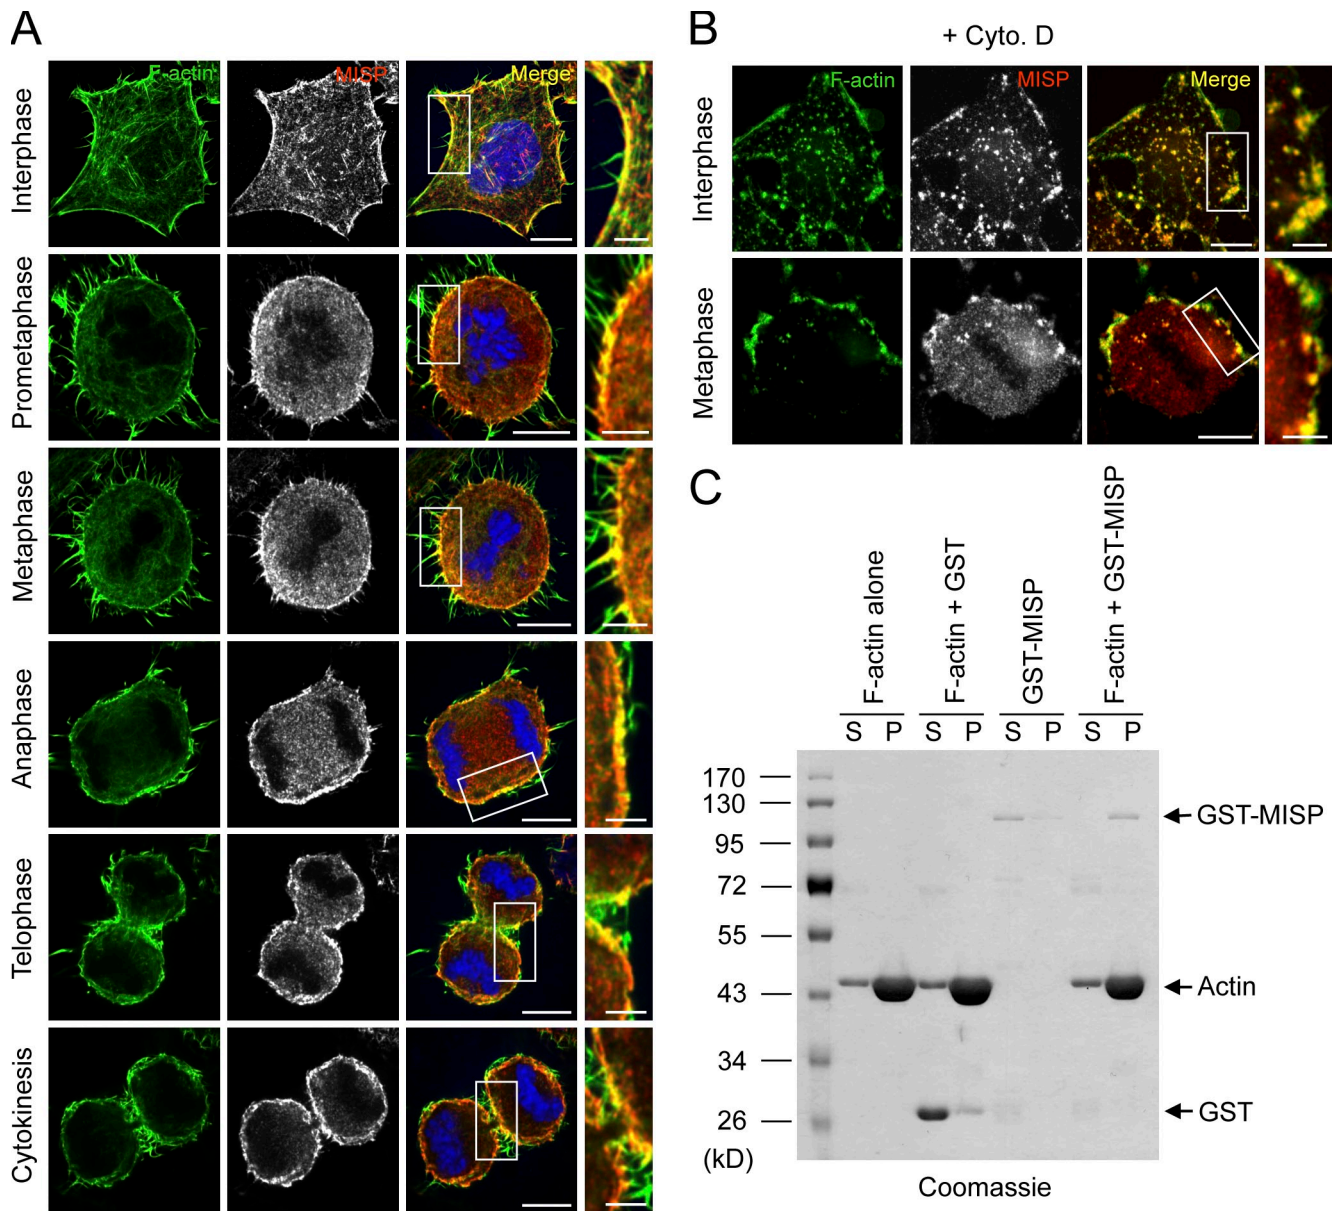 A
F-actin
MISP
Merge
Interphase
Prometaphase
Metaphase
Anaphase
Telophase
Cytokinesis
B
+ Cyto. D
F-actin
MISP
Merge
Interphase
Metaphase
C
F-actin alone
F-actin + GST
GST-MISP
F-actin + GST-MISP
S P S P S P S P
170
130
95
72
55
43
34
26
(kD)
GST-MISP
Actin
GST
Coomassie